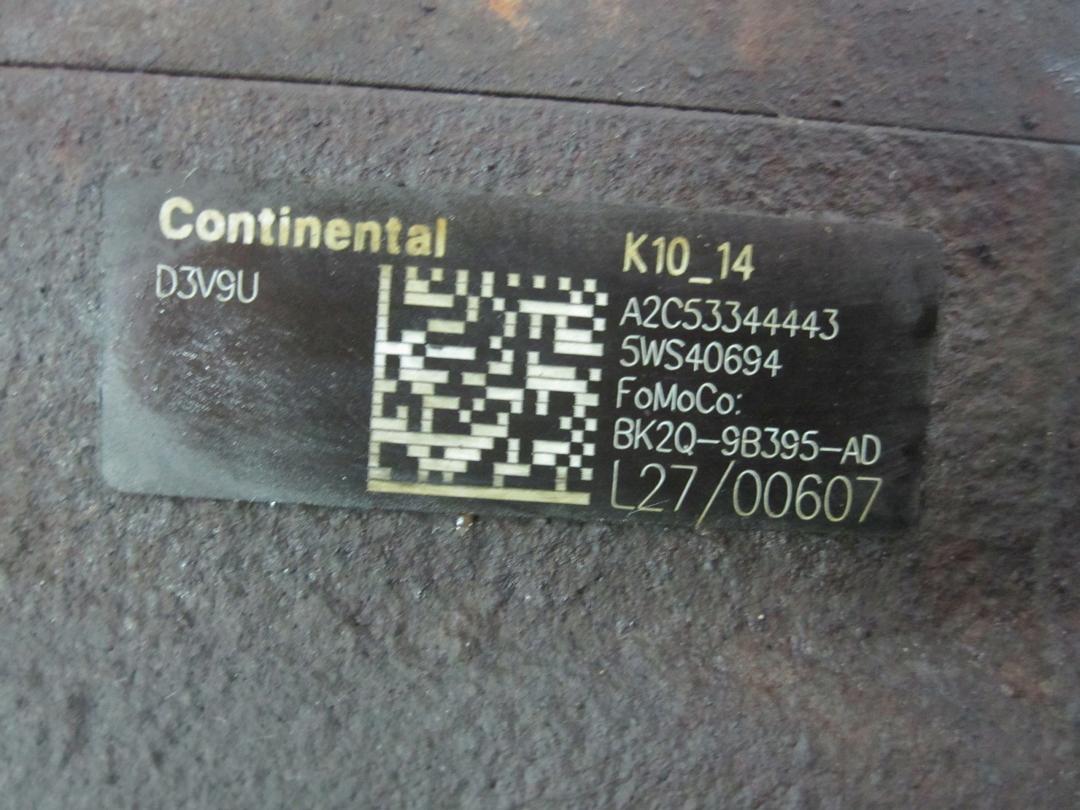 Continental
D3V9U
K10_14
A2C53344443
5WS40694
FoMoCo:
BK2Q-9B395-AD
L27/00607